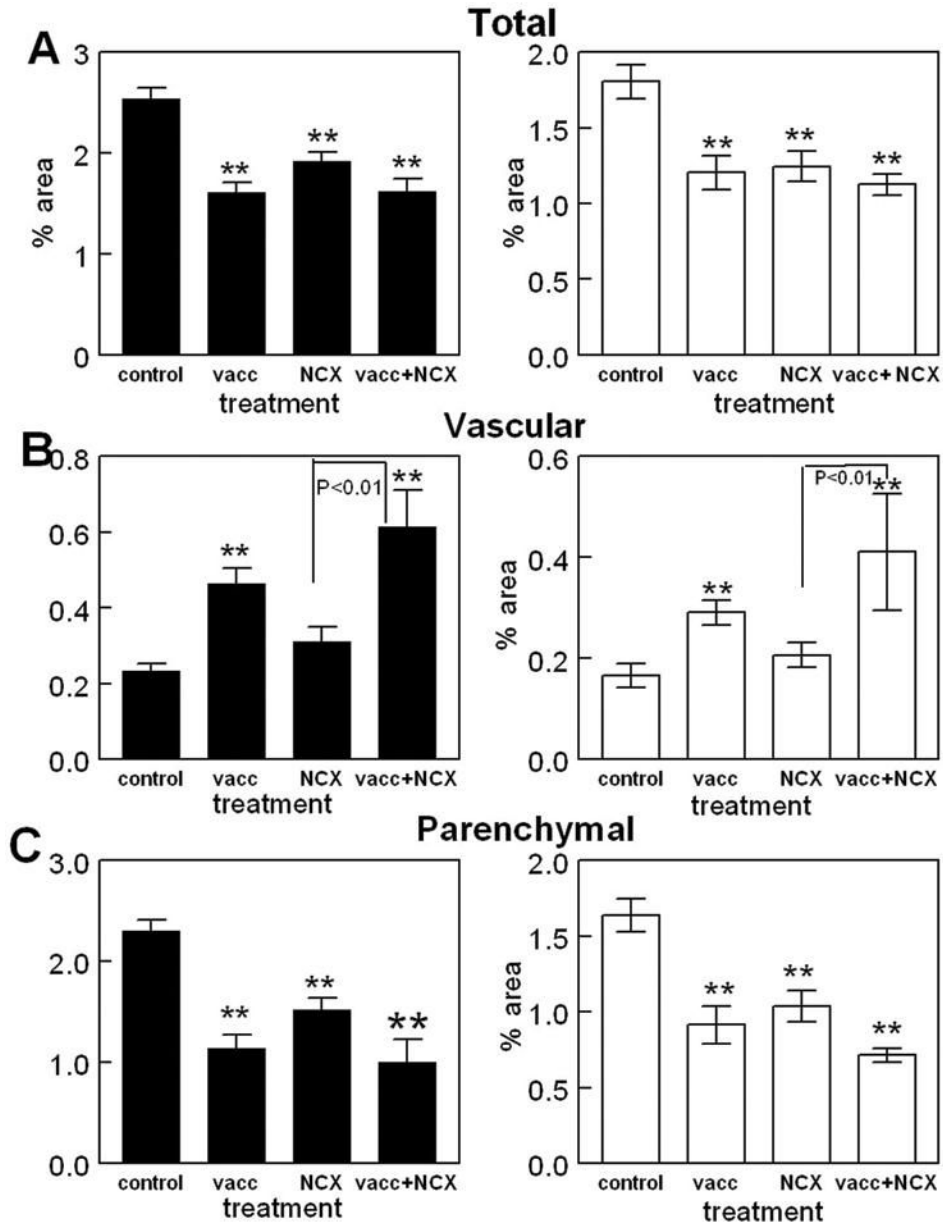 Total
A
3
2
1
0
% area
**
**
**
control vacc NCX vacc+NCX
treatment
2.0
1.5
1.0
0.5
0.0
% area
**
**
**
control vacc NCX vacc+ NCX
treatment
Vascular
B
0.8
0.6
0.4
0.2
0.0
**
P<0.01
**
control vacc NCX vacc+NCX
treatment
0.6
0.4
0.2
0.0
% area
**
P<0.01
**
control vacc NCX vacc+NCX
treatment
Parenchymal
C
3.0
2.0
1.0
0.0
**
**
**
control vacc NCX vacc+NCX
treatment
2.0
1.5
1.0
0.5
0.0
% area
**
**
**
control vacc NCX vacc+NCX
treatment